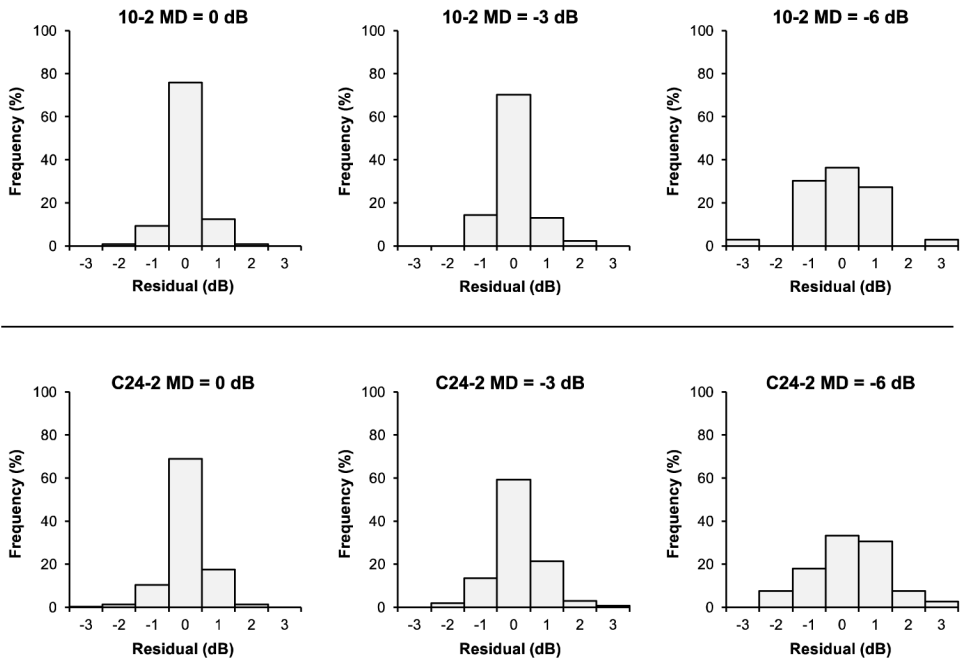 10-2 MD = 0 dB
100
80
60
40
20
0
Frequency (%)
-3 -2 -1 0 1 2 3
Residual (dB)
10-2 MD = -3 dB
100
80
60
40
20
0
Frequency (%)
-3 -2 -1 0 1 2 3
Residual (dB)
10-2 MD = -6 dB
100
80
60
40
20
0
Frequency (%)
-3 -2 -1 0 1 2 3
Residual (dB)
C24-2 MD = 0 dB
100
80
60
40
20
0
Frequency (%)
-3 -2 -1 0 1 2 3
Residual (dB)
C24-2 MD = -3 dB
100
80
60
40
20
0
Frequency (%)
-3 -2 -1 0 1 2 3
Residual (dB)
C24-2 MD = -6 dB
100
80
60
40
20
0
Frequency (%)
-3 -2 -1 0 1 2 3
Residual (dB)